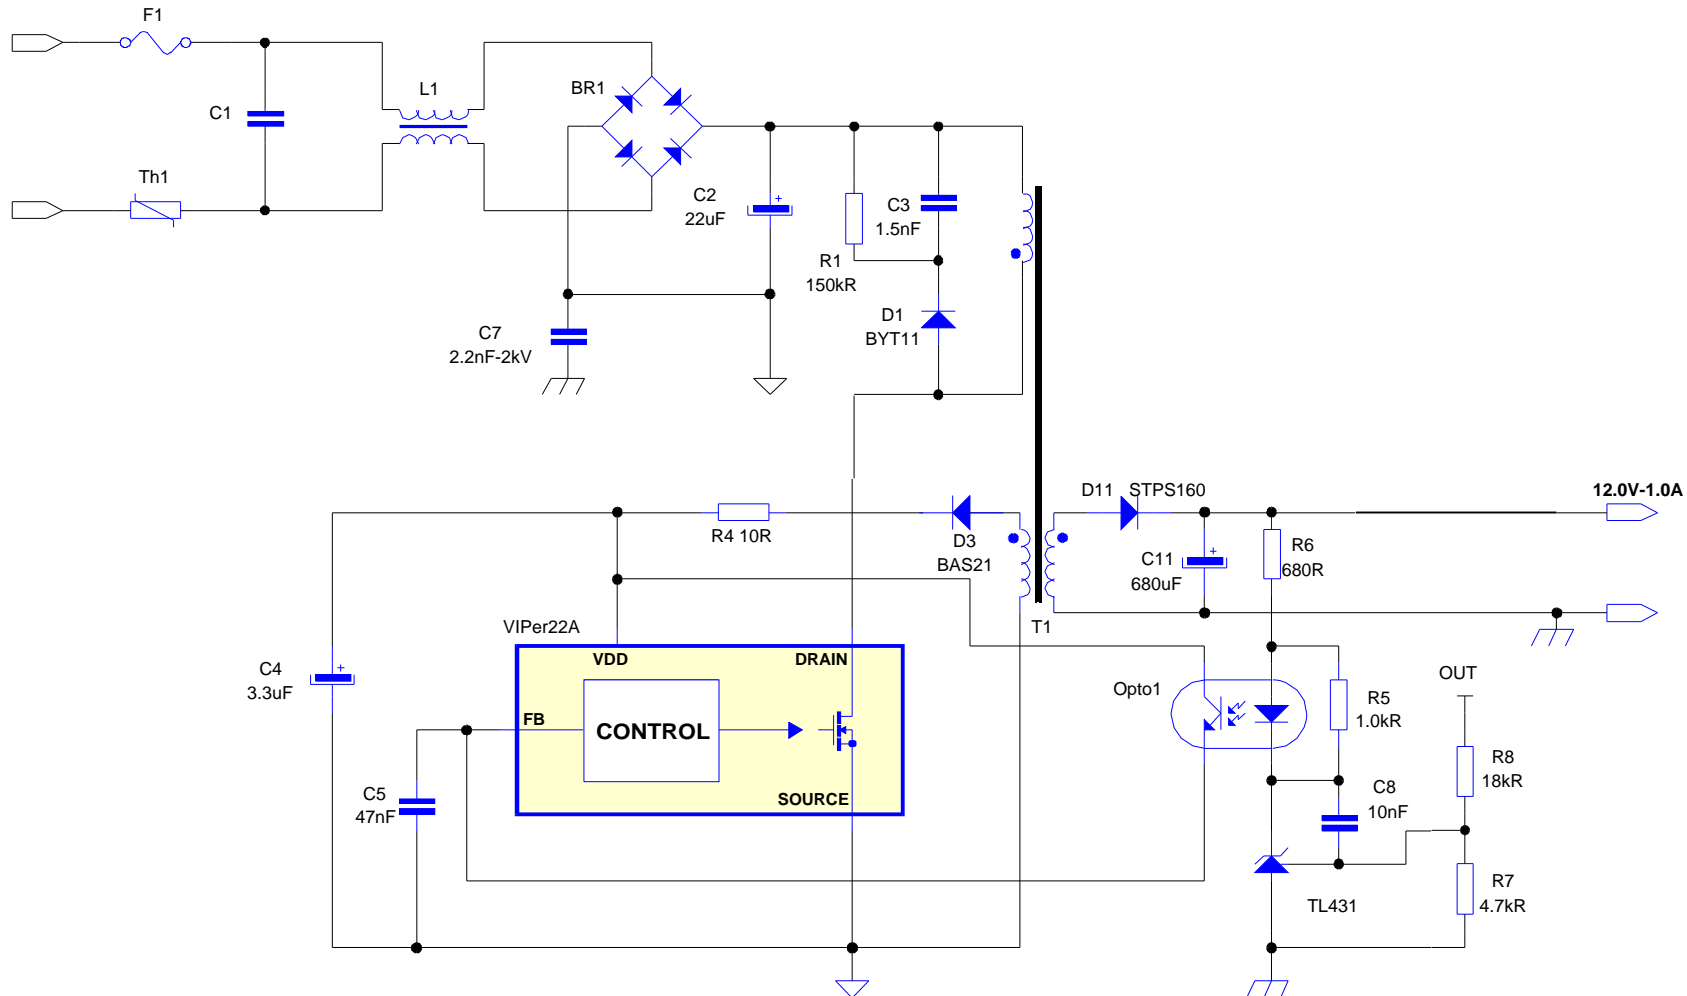 F1
C1
L1
BR1
Th1
C2
22uF
C3
1.5nF
R1
150kR
D1
BYT11
C7
2.2nF-2kV
+
R4 10R
D3
BAS21
D11 STPS160
12.0V-1.0A
C11
680uF
+
R6
680R
T1
VIPer22A
VDD
DRAIN
C4
3.3uF
+
FB
CONTROL
SOURCE
C5
47nF
Opto1
R5
1.0kR
OUT
R8
18kR
C8
10nF
TL431
R7
4.7kR